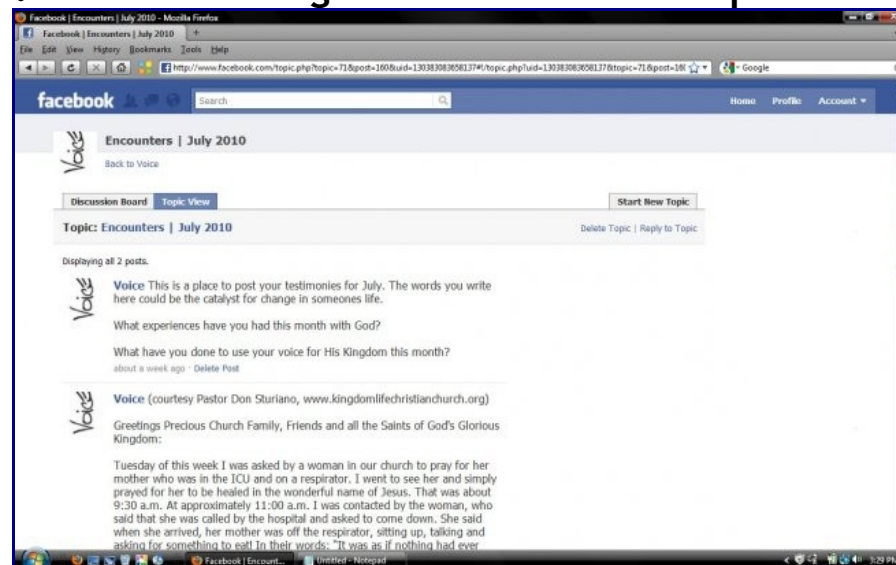 Facebook | Encounters | July 2010 - Mozilla Firefox
Facebook | Encounters | July 2010
File Edit View History Bookmarks Tools Help
Google
facebook
Search
Home Profile Account
Voice
Encounters | July 2010
Back to Voice
Discussion Board Topic View Start New Topic
Topic: Encounters | July 2010 Delete Topic | Reply to Topic
Displaying all 2 posts.
Voice
Voice This is a place to post your testimonies for July. The words you write
here could be the catalyst for change in someones life.
What experiences have you had this month with God?
What have you done to use your voice for His Kingdom this month?
about a week ago · Delete Post
Voice
Voice (courtesy Pastor Don Sturiano, www.kingdomlifechristianchurch.org)
Greetings Precious Church Family, Friends and all the Saints of God's Glorious
Kingdom:
Tuesday of this week I was asked by a woman in our church to pray for her
mother who was in the ICU and on a respirator. I went to see her and simply
prayed for her to be healed in the wonderful name of Jesus. That was about
9:30 a.m. At approximately 11:00 a.m. I was contacted by the woman, who
said that she was called by the hospital and asked to come down. She said
when she arrived, her mother was off the respirator, sitting up, talking and
asking for something to eat! In their words: "It was as if nothing had ever
Facebook | Encount... Untitled - Notepad 3:29 PM